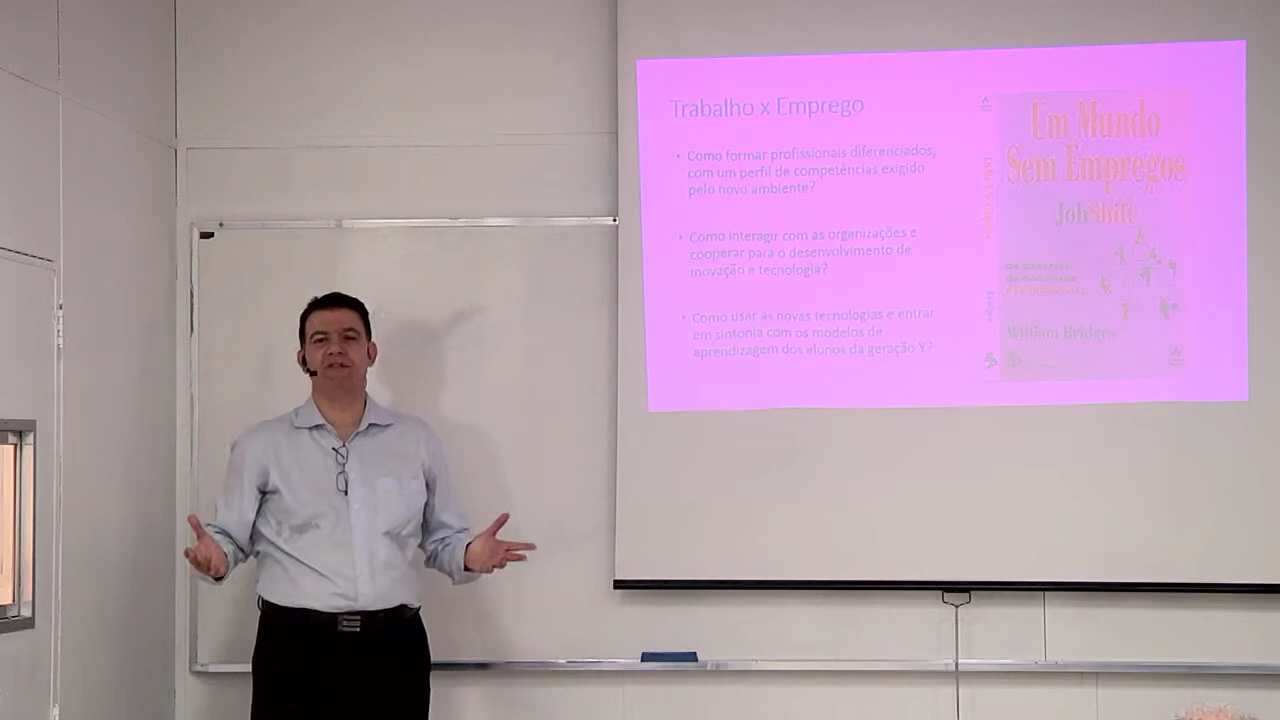 Trabalho x Emprego
• Como formar profissionais diferenciados,
com um perfil de competências exigido
pelo novo ambiente?
• Como interagir com as organizações e
cooperar para o desenvolvimento de
inovação e tecnologia?
• Como usar as novas tecnologias e entrar
em sintonia com os modelos de
aprendizagem dos alunos da geração Y?
Um Mundo
Sem Empregos
JobShift
William Bridges